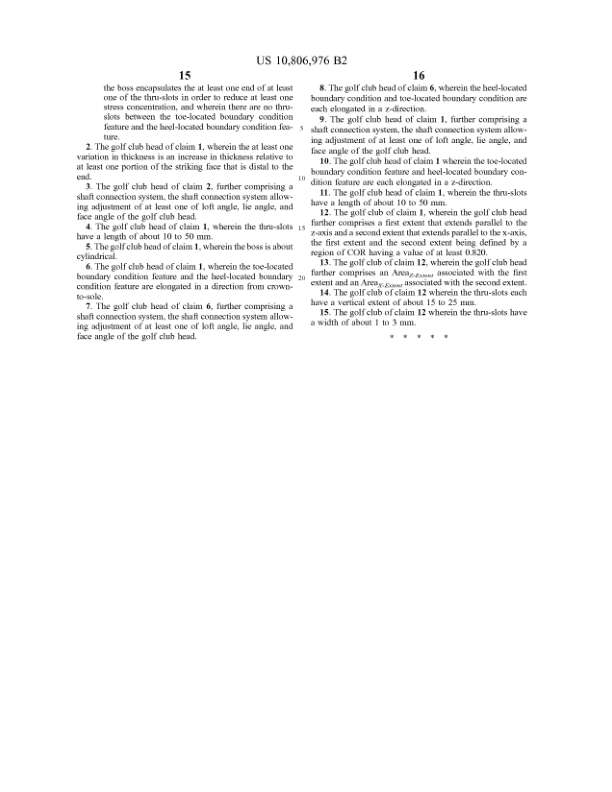 US 10,806,976 B2
15
the boss encapsulates the at least one end of at least
one of the thru-slots in order to reduce at least one
stress concentration, and wherein there are no thru-
slots between the toe-located boundary condition
feature and the heel-located boundary condition fea-
ture.
2. The golf club head of claim 1, wherein the at least one
variation in thickness is an increase in thickness relative to
at least one portion of the striking face that is distal to the
end.
3. The golf club head of claim 2, further comprising a
shaft connection system, the shaft connection system allow-
ing adjustment of at least one of loft angle, lie angle, and
face angle of the golf club head.
4. The golf club head of claim 1, wherein the thru-slots
have a length of about 10 to 50 mm.
5. The golf club head of claim 1, wherein the boss is about
cylindrical.
6. The golf club head of claim 1, wherein the toe-located
boundary condition feature and the heel-located boundary
condition feature are elongated in a direction from crown-
to-sole.
7. The golf club head of claim 6, further comprising a
shaft connection system, the shaft connection system allow-
ing adjustment of at least one of loft angle, lie angle, and
face angle of the golf club head.
5
10
15
20
16
8. The golf club head of claim 6, wherein the heel-located
boundary condition and toe-located boundary condition are
each elongated in a z-direction.
9. The golf club head of claim 1, further comprising a
shaft connection system, the shaft connection system allow-
ing adjustment of at least one of loft angle, lie angle, and
face angle of the golf club head.
10. The golf club head of claim 1 wherein the toe-located
boundary condition feature and heel-located boundary con-
dition feature are each elongated in a z-direction.
11. The golf club head of claim 1, wherein the thru-slots
have a length of about 10 to 50 mm.
12. The golf club of claim 1, wherein the golf club head
further comprises a first extent that extends parallel to the
z-axis and a second extent that extends parallel to the x-axis,
the first extent and the second extent being defined by a
region of COR having a value of at least 0.820.
13. The golf club head of claim 12, wherein the golf club head
further comprises an Area Z-Extent associated with the first
extent and an Area X-Extent associated with the second extent.
14. The golf club of claim 12 wherein the thru-slots each
have a vertical extent of about 15 to 25 mm.
15. The golf club of claim 12 wherein the thru-slots have
a width of about 1 to 3 mm.
* * * * *